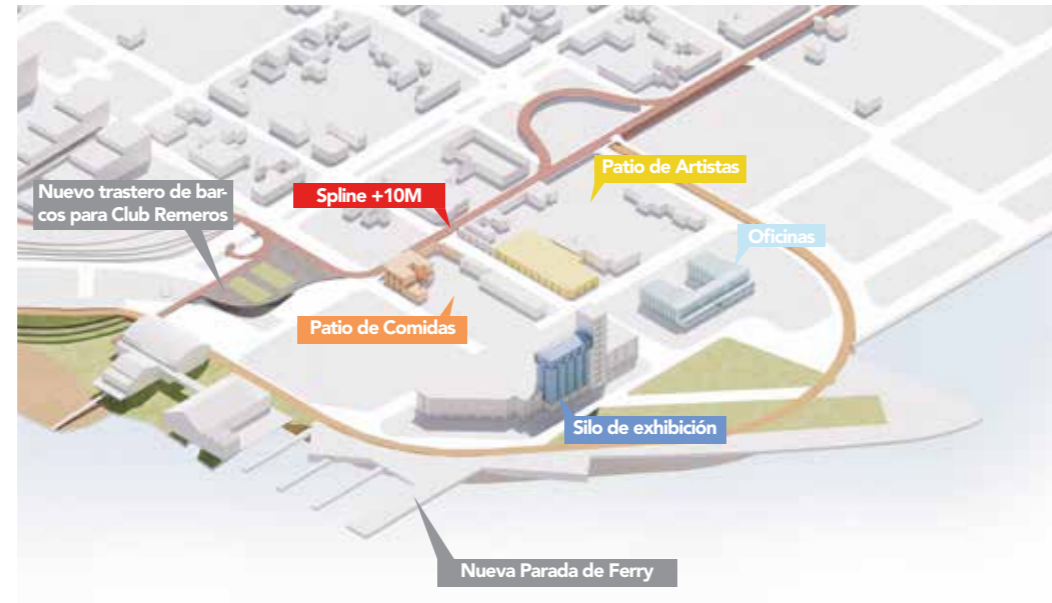 Patio de Artistas
Nuevo trastero de bar-
cos para Club Remeros
Spline +10M
Oficinas
Patio de Comidas
Silo de exhibición
Nueva Parada de Ferry